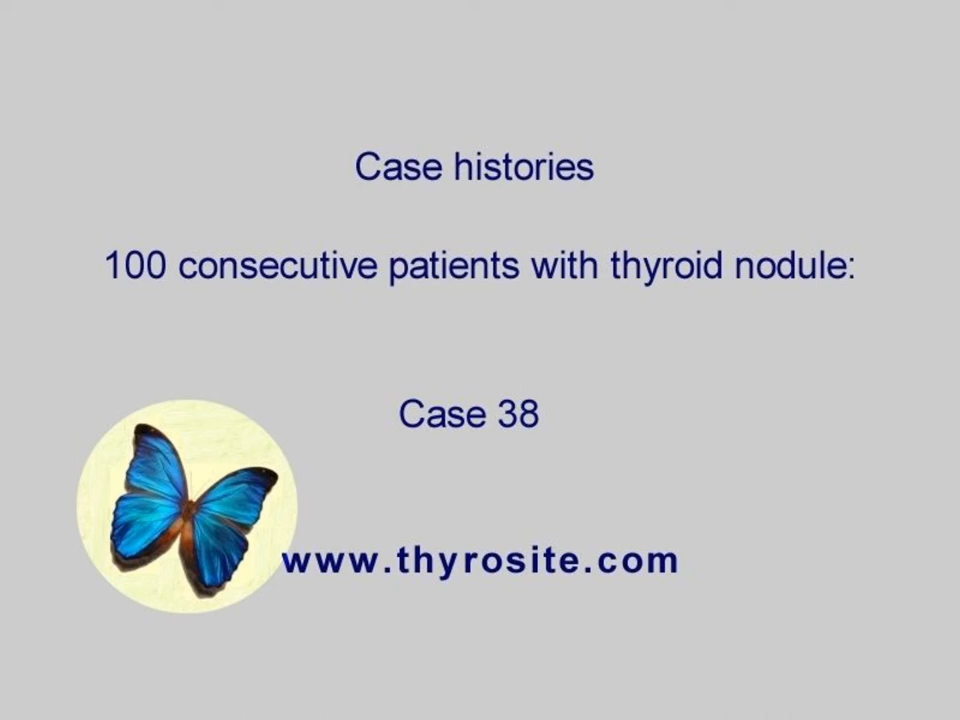 Case histories
100 consecutive patients with thyroid nodule:
Case 38
www.thyrosite.com